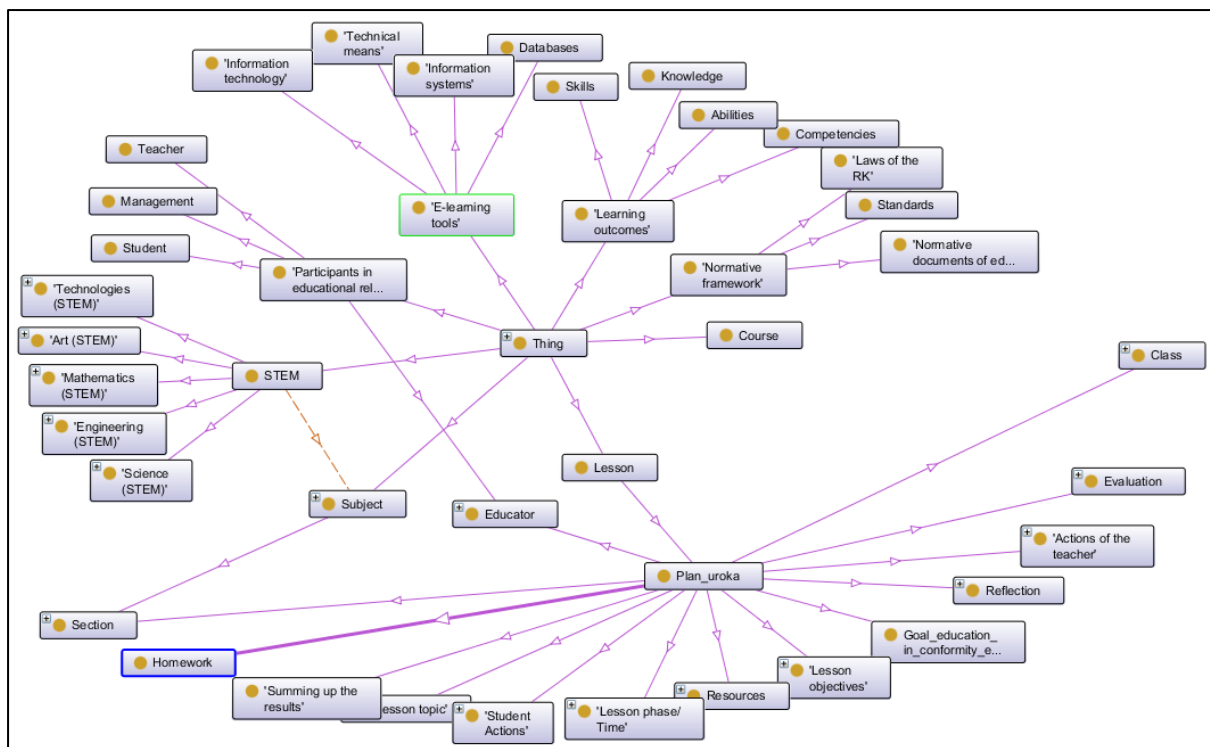 'Technical
means'
Databases
'Information
technology'
'Information
systems'
Knowledge
Skills
Abilities
Competencies
Teacher
'Laws of the
RK'
Management
'E-learning
tools'
'Learning
outcomes'
Standards
Student
'Participants in
educational rel...
'Normative
framework'
'Normative
documents of ed...
'Technologies
(STEM)'
'Art (STEM)'
Thing
Course
Class
STEM
'Mathematics
(STEM)'
'Engineering
(STEM)'
'Science
(STEM)'
Lesson
Subject
Educator
Evaluation
'Actions of the
teacher'
Plan_uroka
Reflection
Section
Homework
Goal_education_
in_conformity_e...
'Lesson
objectives'
'Summing up the
results'
esson topic'
'Student
Actions'
'Lesson phase/
Time'
Resources